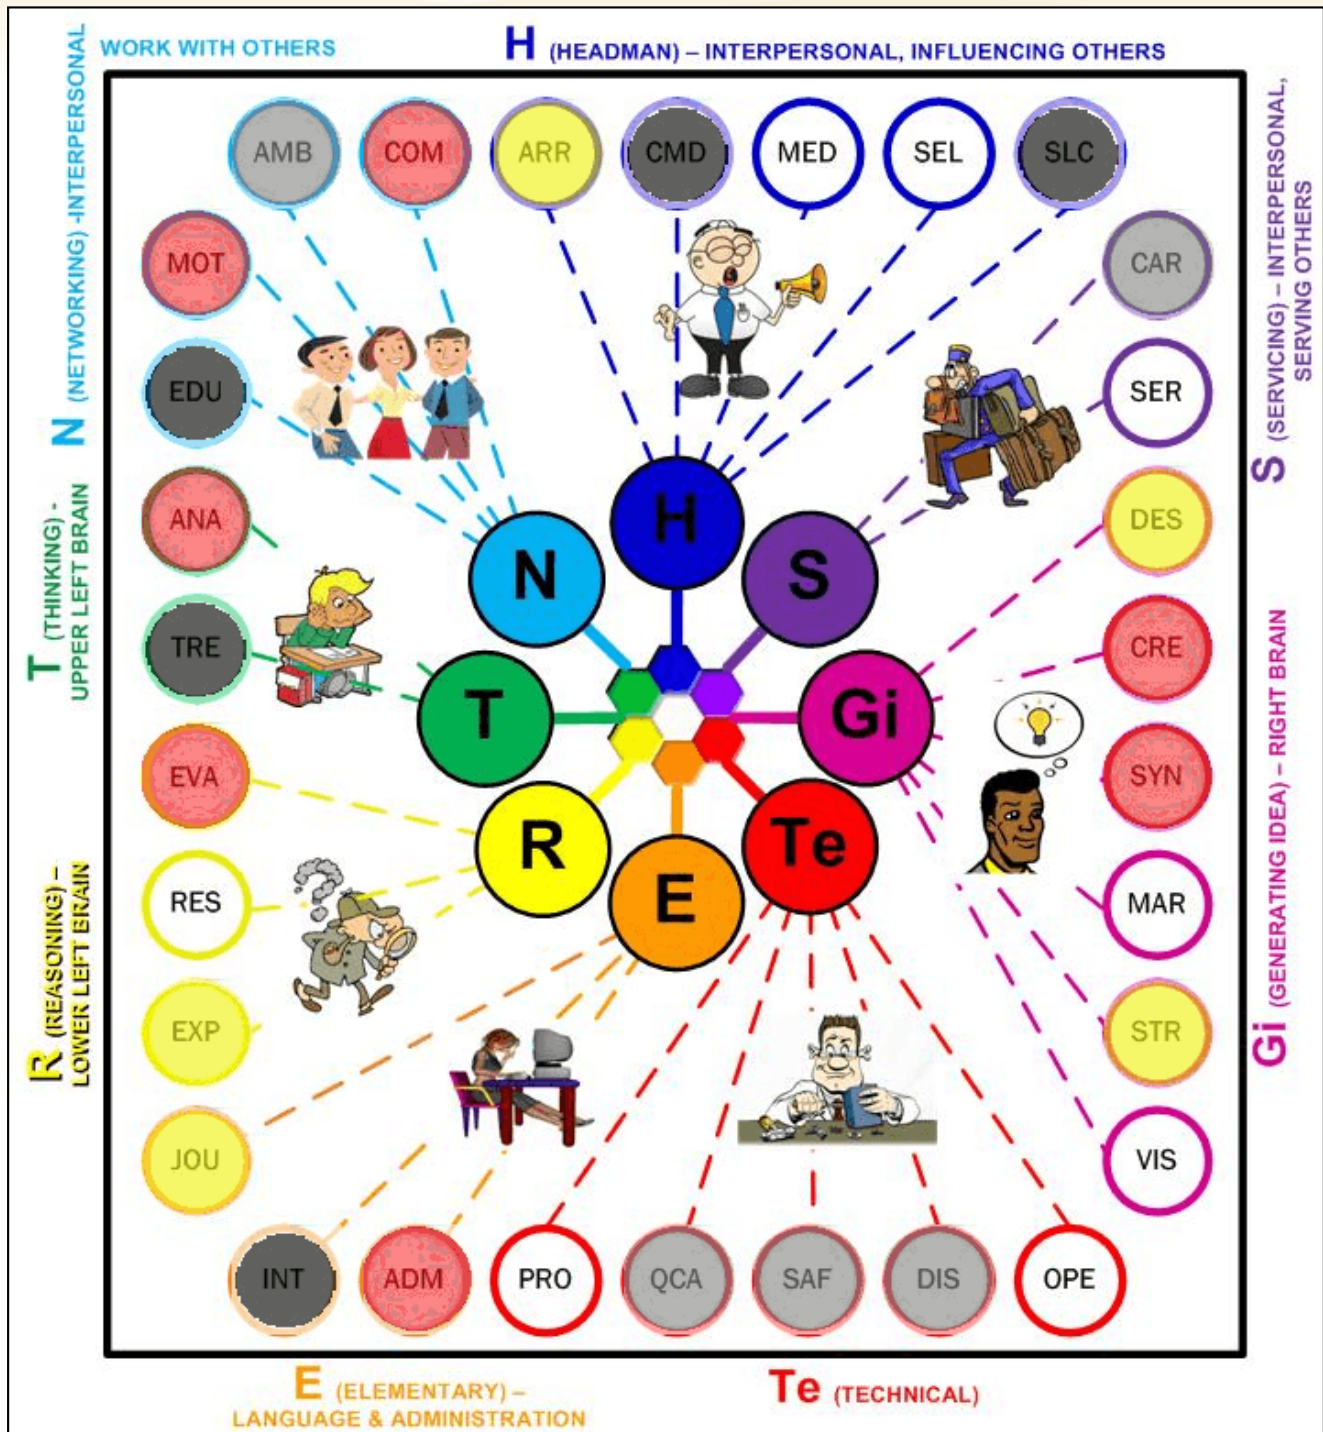 WORK WITH OTHERS
H (HEADMAN) – INTERPERSONAL, INFLUENCING OTHERS
N (NETWORKING) -INTERPERSONAL
S (SERVICING) – INTERPERSONAL,
SERVING OTHERS
T (THINKING) -
UPPER LEFT BRAIN
R (REASONING) –
LOWER LEFT BRAIN
Gi (GENERATING IDEA) – RIGHT BRAIN
AMB
COM
ARR
CMD
MED
SEL
SLC
MOT
CAR
EDU
SER
ANA
DES
TRE
CRE
EVA
SYN
RES
MAR
EXP
STR
JOU
VIS
H
N
S
T
Gi
R
Te
E
INT
ADM
PRO
QCA
SAF
DIS
OPE
E (ELEMENTARY) –
LANGUAGE & ADMINISTRATION
Te (TECHNICAL)